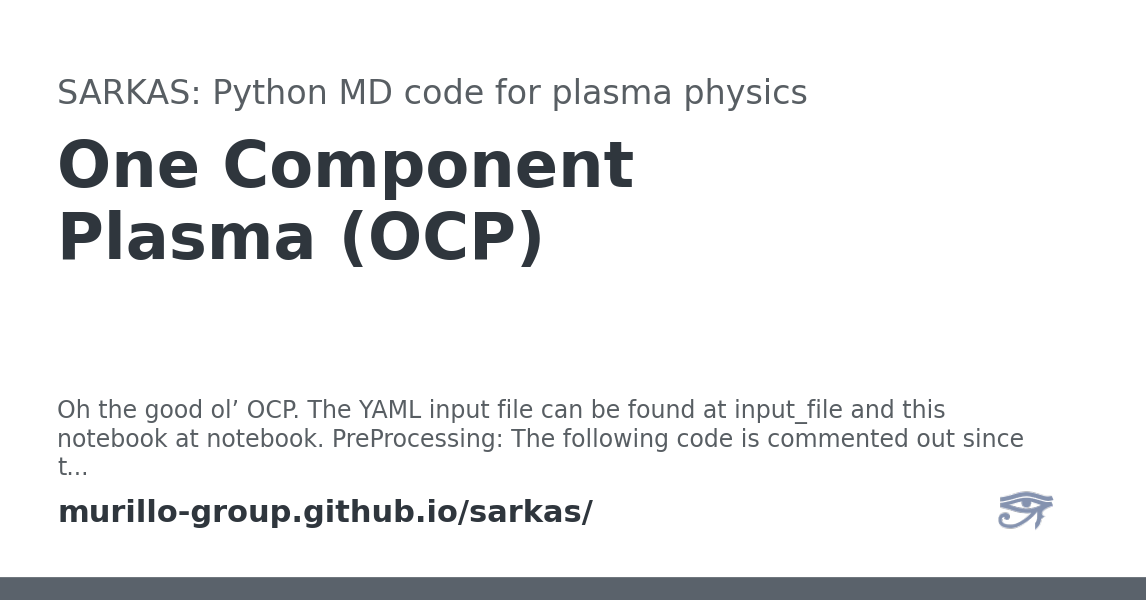 SARKAS: Python MD code for plasma physics
One Component
Plasma (OCP)
Oh the good ol’ OCP. The YAML input file can be found at input_file and this
notebook at notebook. PreProcessing: The following code is commented out since
t...
murillo-group.github.io/sarkas/